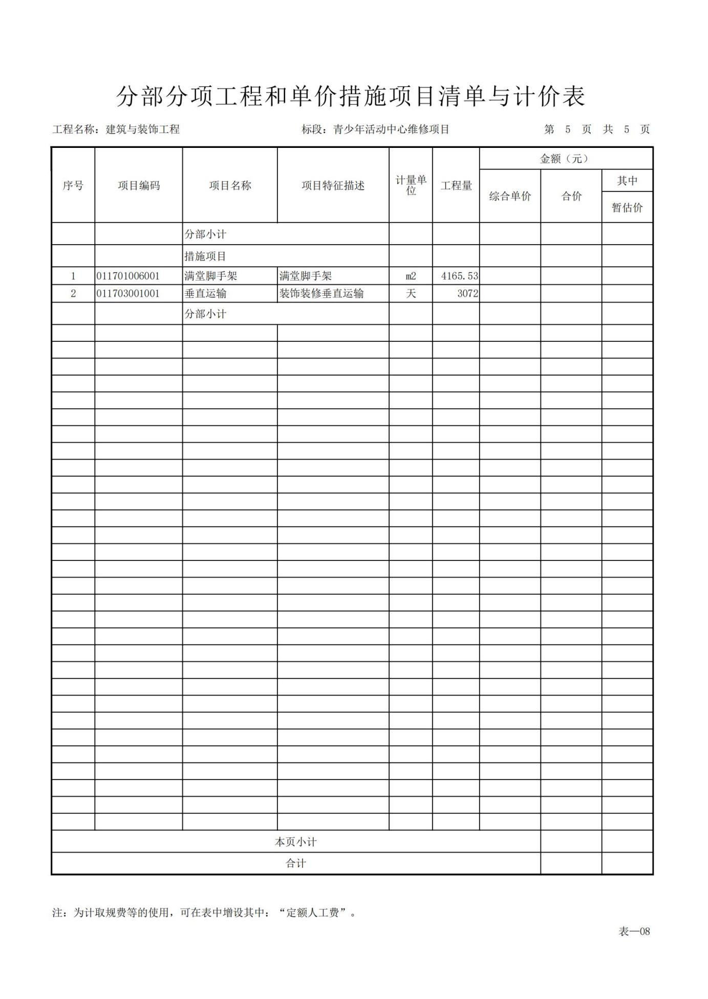 分部分项工程和单价措施项目清单与计价表
工程名称：建筑与装饰工程 标段：青少年活动中心维修项目 第 5 页 共 5 页
序号 项目编码 项目名称 项目特征描述 计量单位 工程量 金额（元）
综合单价 合价 其中
暂估价
分部小计
措施项目
1 011701006001 满堂脚手架 满堂脚手架 m2 4165.53
2 011703001001 垂直运输 装饰装修垂直运输 天 3072
分部小计
本页小计
合计
注：为计取规费等的使用，可在表中增设其中：“定额人工费”。
表—08